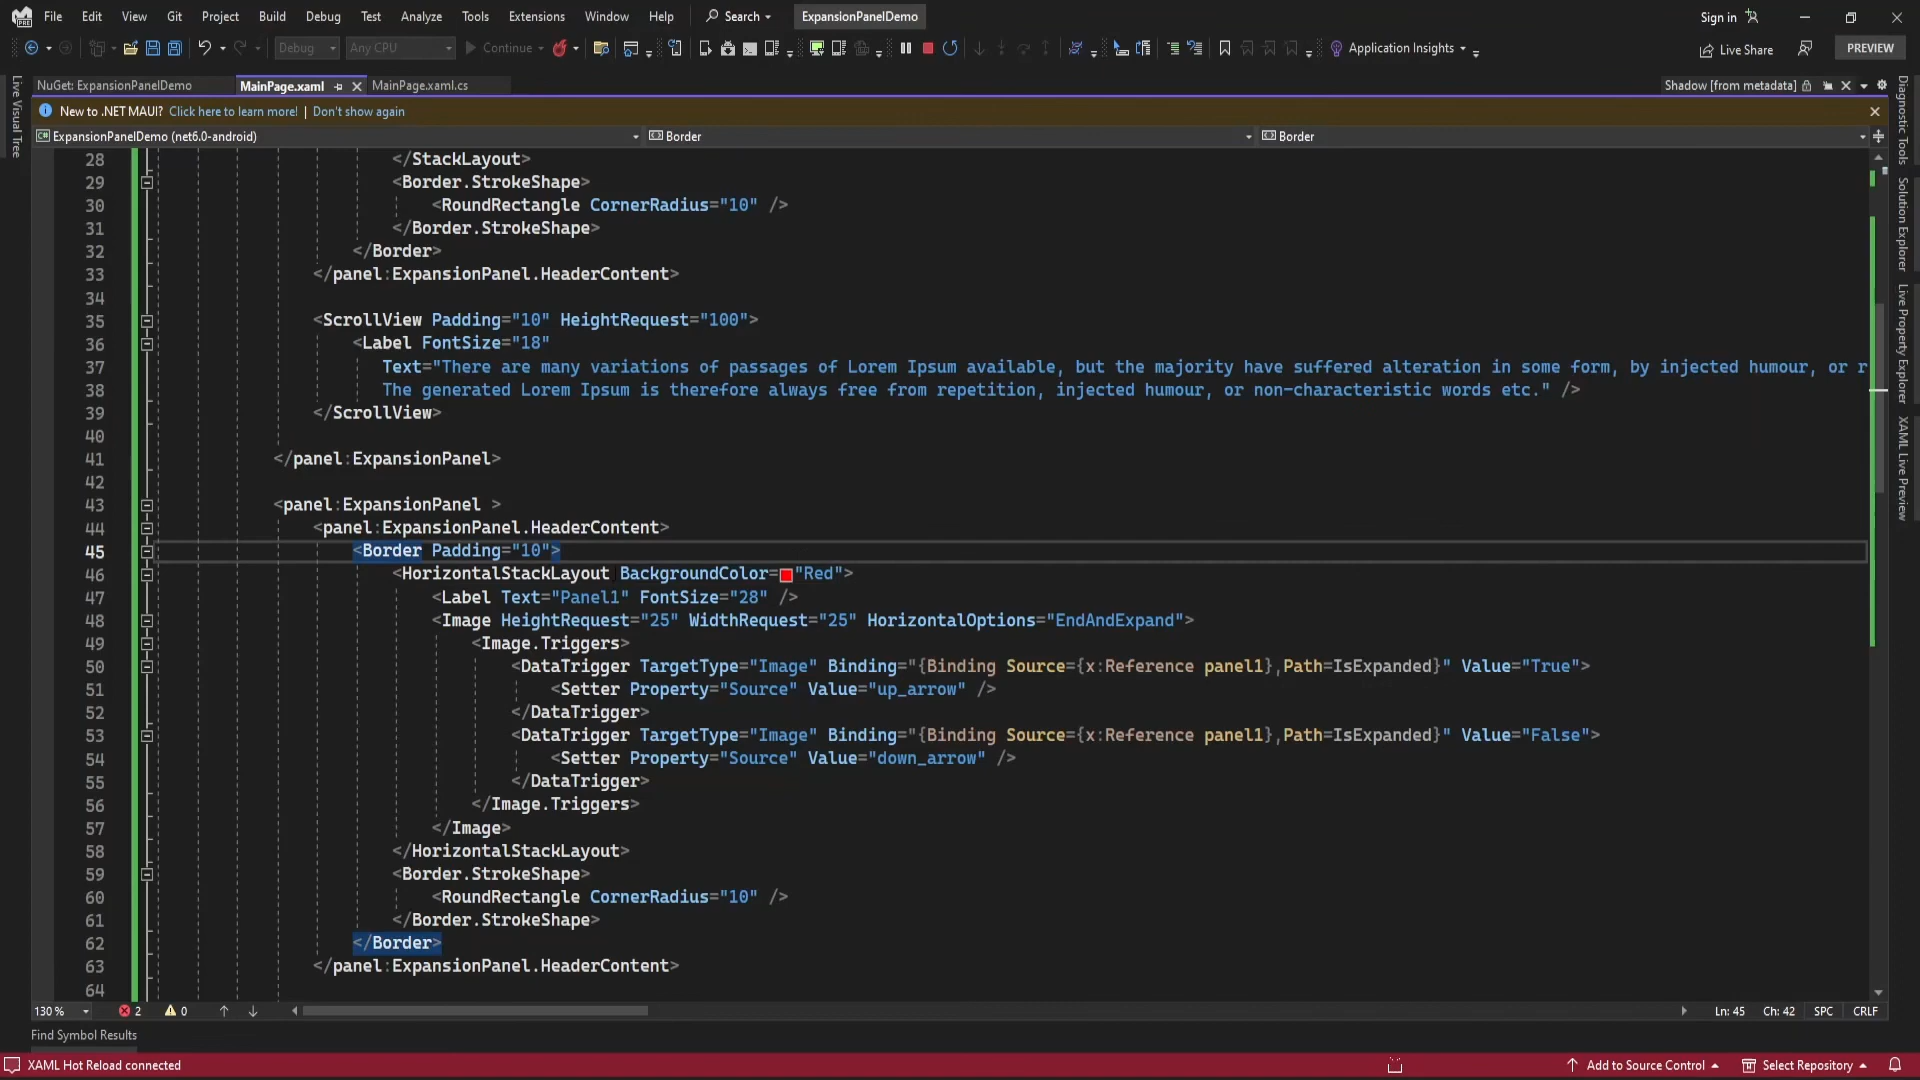 File Edit View Git Project Build Debug Test Analyze Tools Extensions Window Help Search ExpansionPanelDemo Sign in
Debug Any CPU Continue Application Insights Live Share PREVIEW
NuGet: ExpansionPanelDemo MainPage.xaml MainPage.xaml.cs Shadow [from metadata]
New to .NET MAUI? Click here to learn more! | Don't show again
ExpansionPanelDemo (net6.0-android) Border Border
28 </StackLayout>
29 <Border.StrokeShape>
30 <RoundRectangle CornerRadius="10" />
31 </Border.StrokeShape>
32 </Border>
33 </panel:ExpansionPanel.HeaderContent>
34
35 <ScrollView Padding="10" HeightRequest="100">
36 <Label FontSize="18"
37 Text="There are many variations of passages of Lorem Ipsum available, but the majority have suffered alteration in some form, by injected humour, or r
38 The generated Lorem Ipsum is therefore always free from repetition, injected humour, or non-characteristic words etc." />
39 </ScrollView>
40
41 </panel:ExpansionPanel>
42
43 <panel:ExpansionPanel >
44 <panel:ExpansionPanel.HeaderContent>
45 <Border Padding="10">
46 <HorizontalStackLayout BackgroundColor="Red">
47 <Label Text="Panel1" FontSize="28" />
48 <Image HeightRequest="25" WidthRequest="25" HorizontalOptions="EndAndExpand">
49 <Image.Triggers>
50 <DataTrigger TargetType="Image" Binding="{Binding Source={x:Reference panel1},Path=IsExpanded}" Value="True">
51 <Setter Property="Source" Value="up_arrow" />
52 </DataTrigger>
53 <DataTrigger TargetType="Image" Binding="{Binding Source={x:Reference panel1},Path=IsExpanded}" Value="False">
54 <Setter Property="Source" Value="down_arrow" />
55 </DataTrigger>
56 </Image.Triggers>
57 </Image>
58 </HorizontalStackLayout>
59 <Border.StrokeShape>
60 <RoundRectangle CornerRadius="10" />
61 </Border.StrokeShape>
62 </Border>
63 </panel:ExpansionPanel.HeaderContent>
64
130 % 2 0 Ln: 45 Ch: 42 SPC CRLF
Find Symbol Results
XAML Hot Reload connected Add to Source Control Select Repository
Live Visual Tree
Diagnostic Tools
Solution Explorer
Live Property Explorer
XAML Live Preview